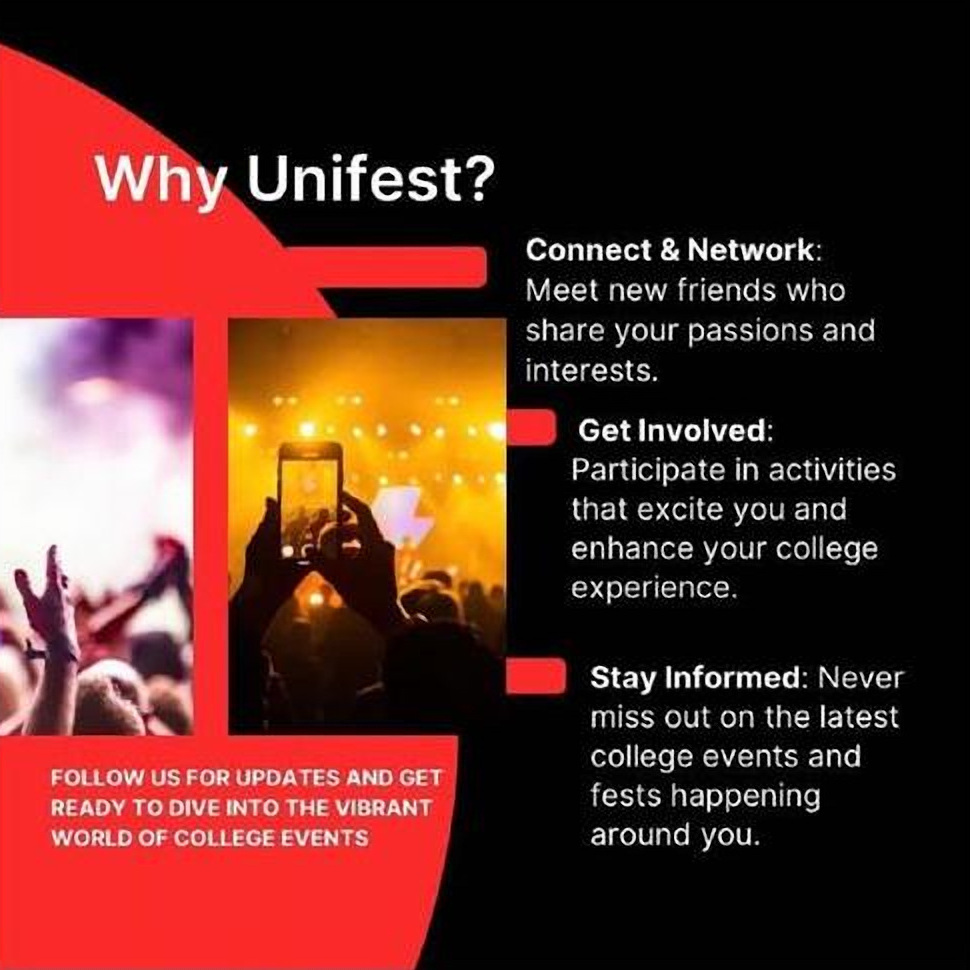 Why Unifest?
Connect & Network:
Meet new friends who
share your passions and
interests.
Get Involved:
Participate in activities
that excite you and
enhance your college
experience.
Stay Informed: Never
miss out on the latest
college events and
fests happening
around you.
FOLLOW US FOR UPDATES AND GET
READY TO DIVE INTO THE VIBRANT
WORLD OF COLLEGE EVENTS